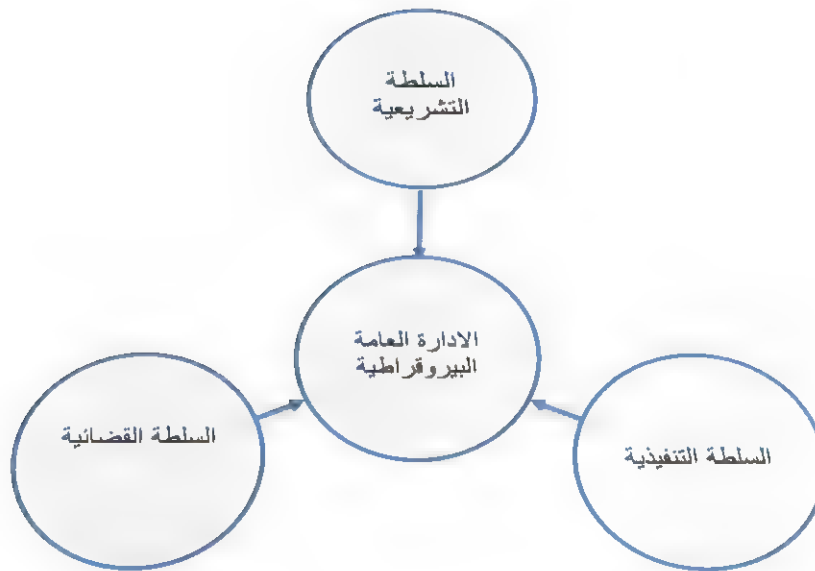 السلطة
التشريعية
الادارة العامة
البيروقراطية
السلطة القضائية
السلطة التنفيذية